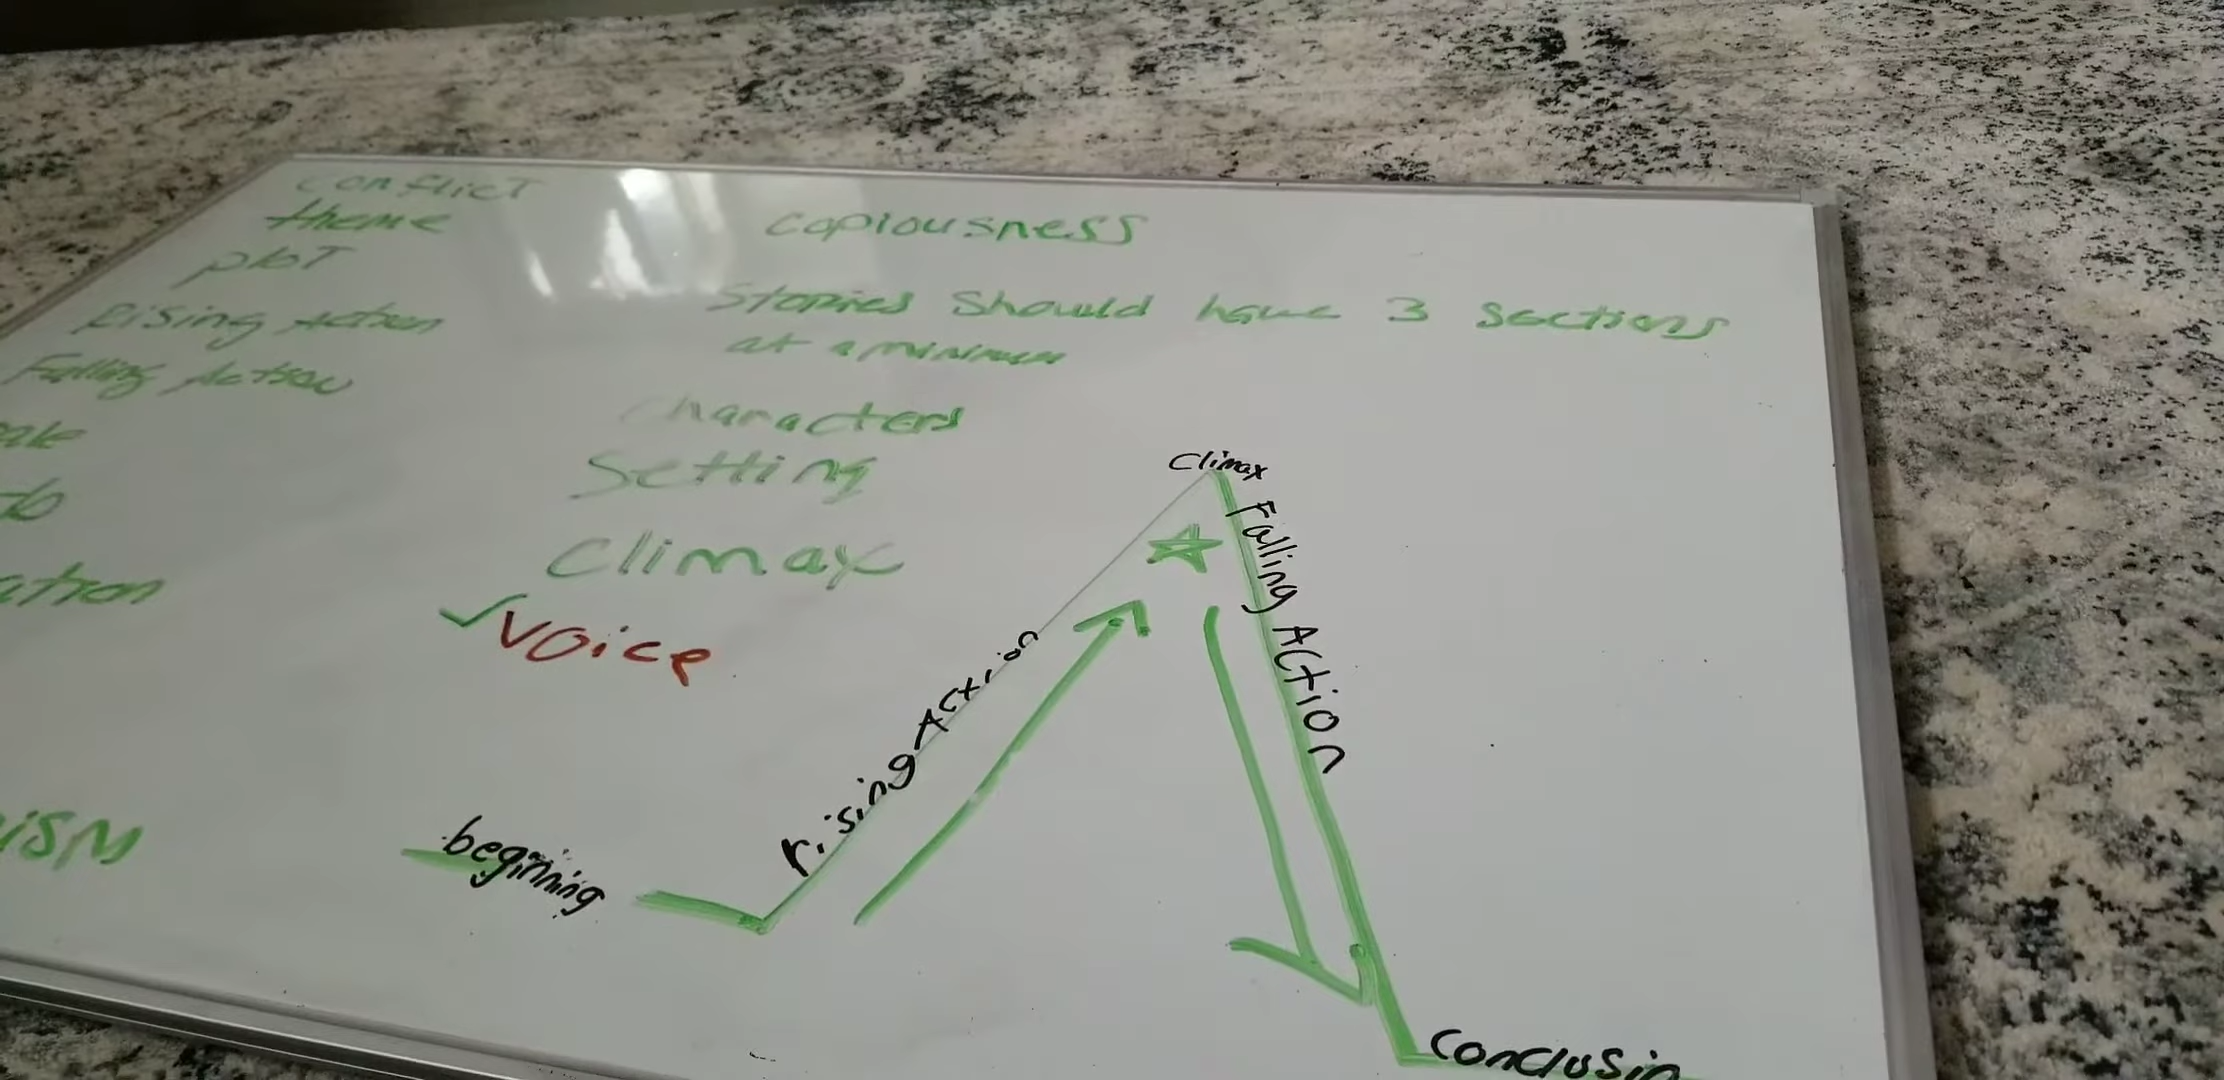 conflicT
theme
ploT
Rising Action
Falling Action
copiousness
Stories Should have 3 Sections
at a minimum
characters
Setting
Climax
Voice
Climax
Falling Action
rising Action
beginning
Conclusin